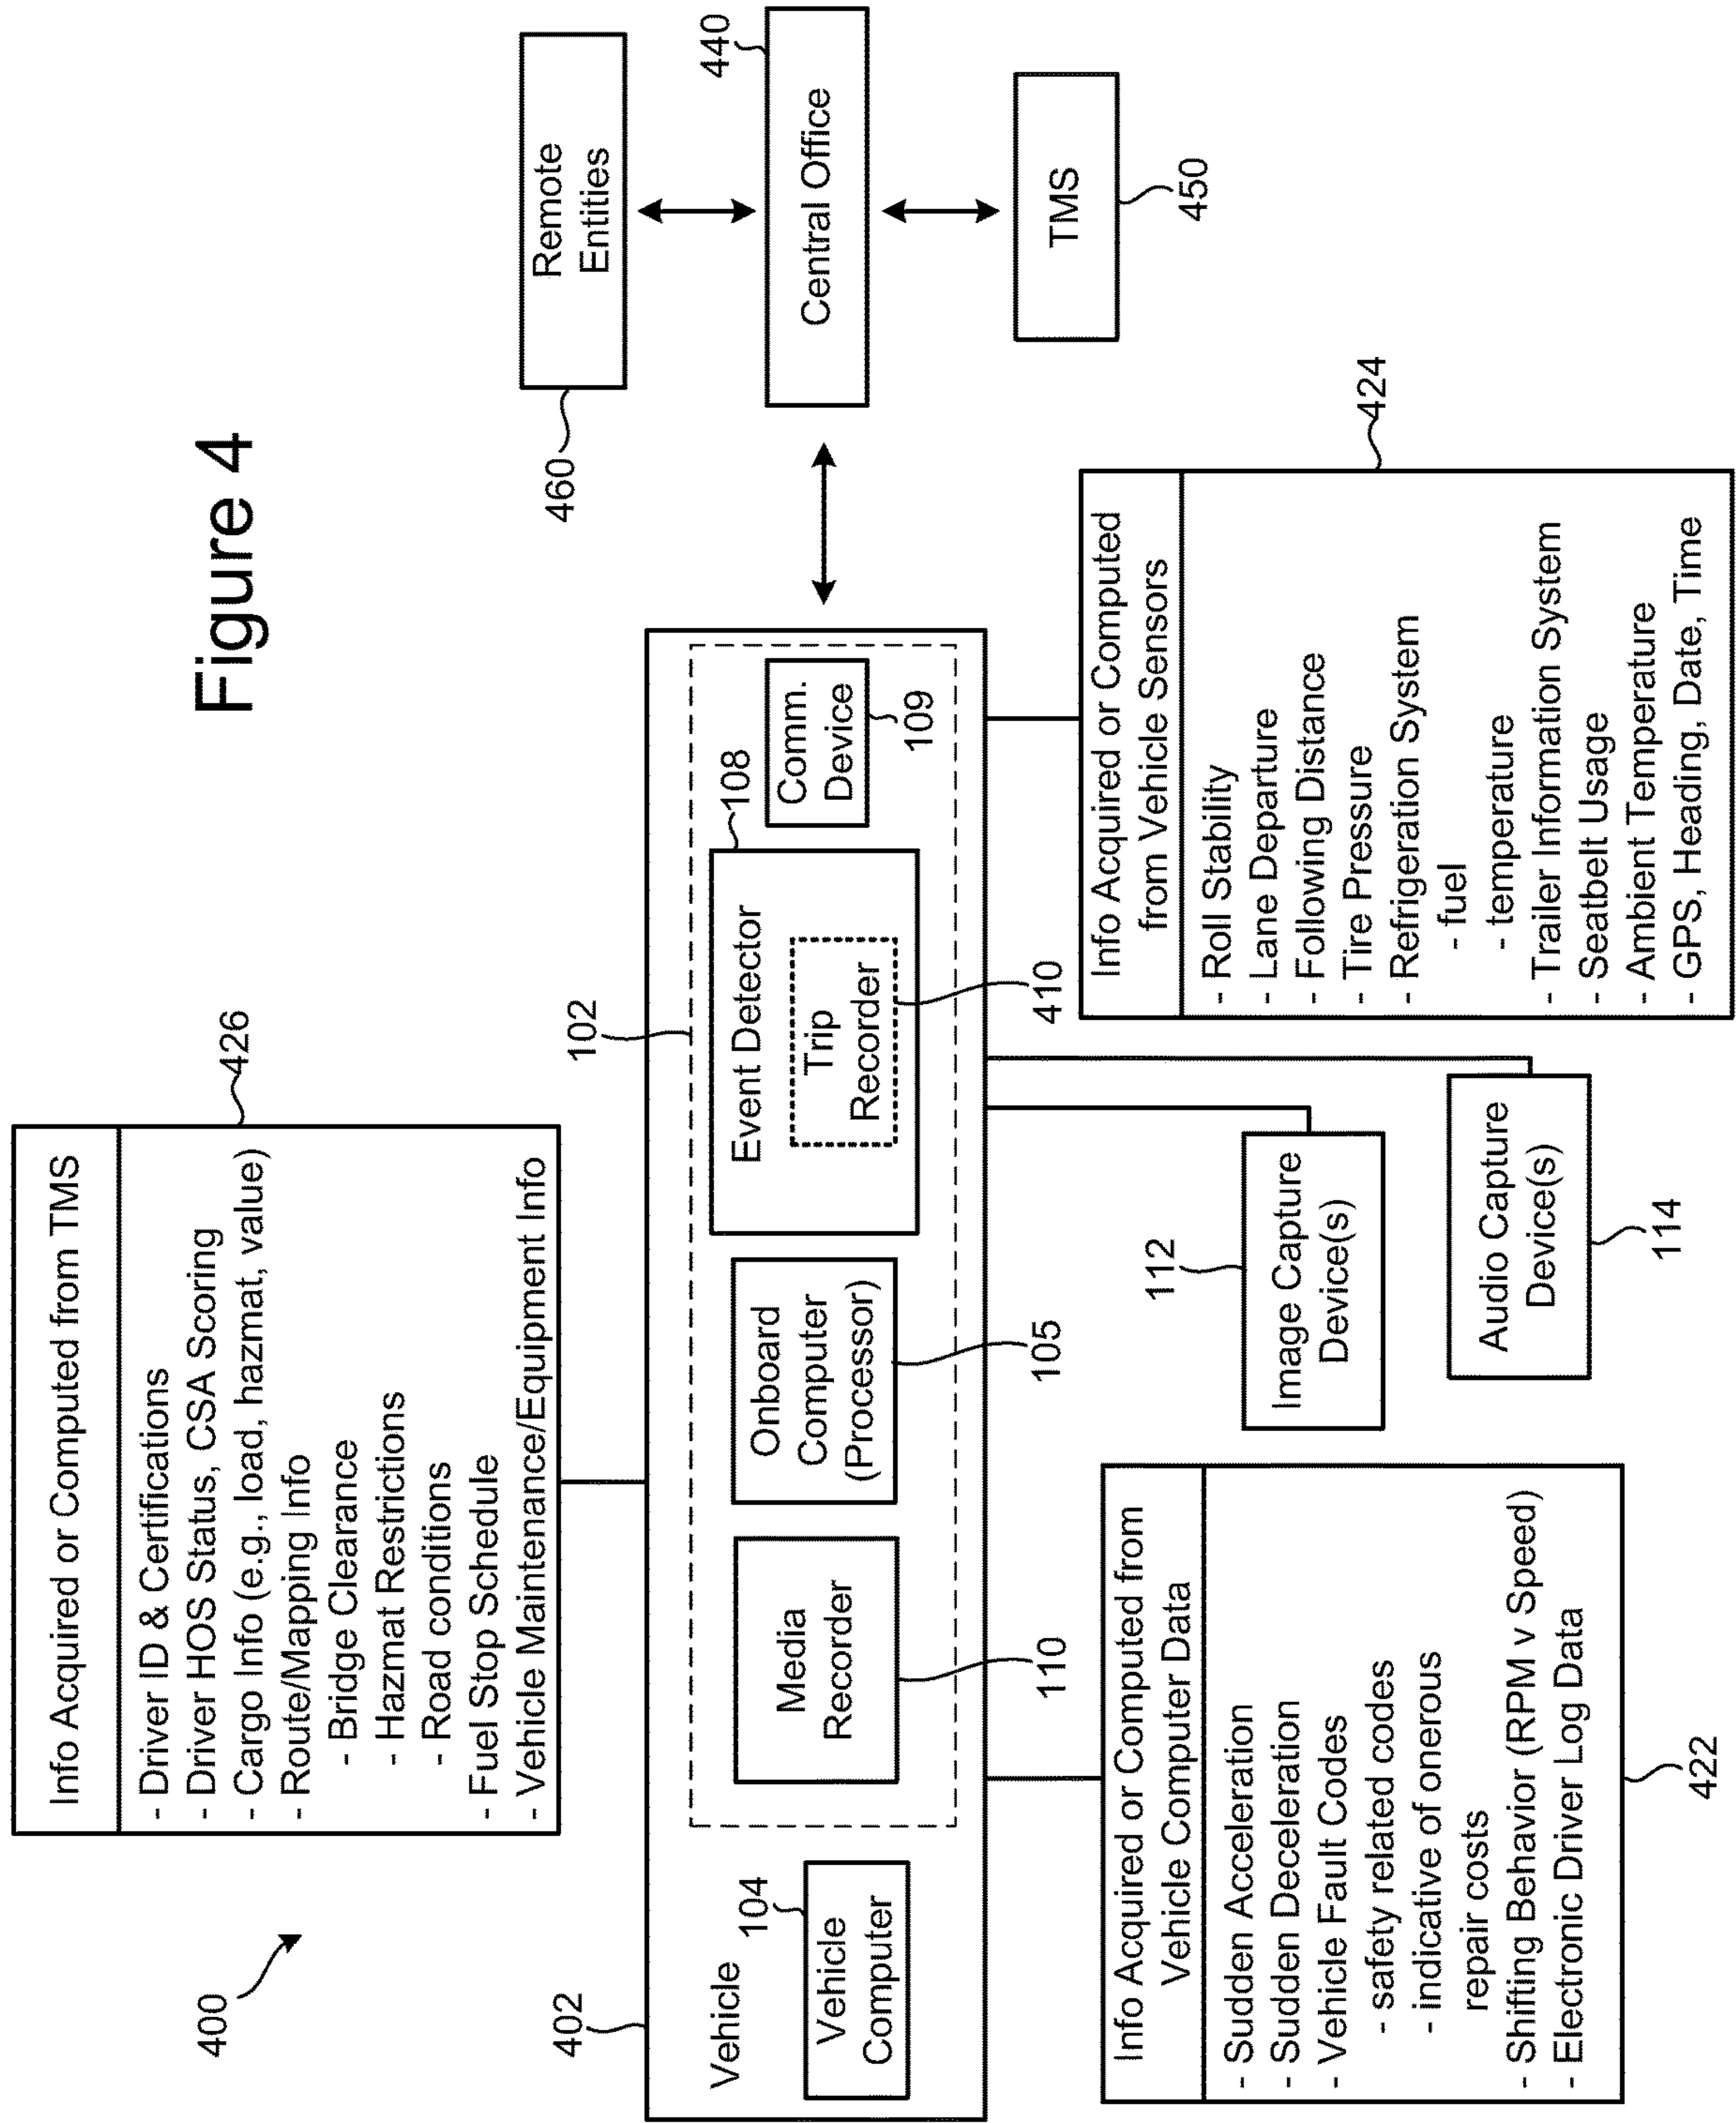 Figure 4
400
Info Acquired or Computed from TMS
- Driver ID & Certifications
- Driver HOS Status, CSA Scoring
- Cargo Info (e.g., load, hazmat, value)
- Route/Mapping Info
- Bridge Clearance
- Hazmat Restrictions
- Road conditions
- Fuel Stop Schedule
- Vehicle Maintenance/Equipment Info
426
402
Vehicle
104
Vehicle
Computer
102
Media
Recorder
110
Onboard
Computer
(Processor)
105
Event Detector
108
Trip
Recorder
410
Comm.
Device
109
Remote
Entities
460
Central Office
440
TMS
450
Info Acquired or Computed from
Vehicle Computer Data
- Sudden Acceleration
- Sudden Deceleration
- Vehicle Fault Codes
- safety related codes
- indicative of onerous
repair costs
- Shifting Behavior (RPM v Speed)
- Electronic Driver Log Data
422
112
Image Capture
Device(s)
Audio Capture
Device(s)
114
Info Acquired or Computed
from Vehicle Sensors
- Roll Stability
- Lane Departure
- Following Distance
- Tire Pressure
- Refrigeration System
- fuel
- temperature
- Trailer Information System
- Seatbelt Usage
- Ambient Temperature
- GPS, Heading, Date, Time
424